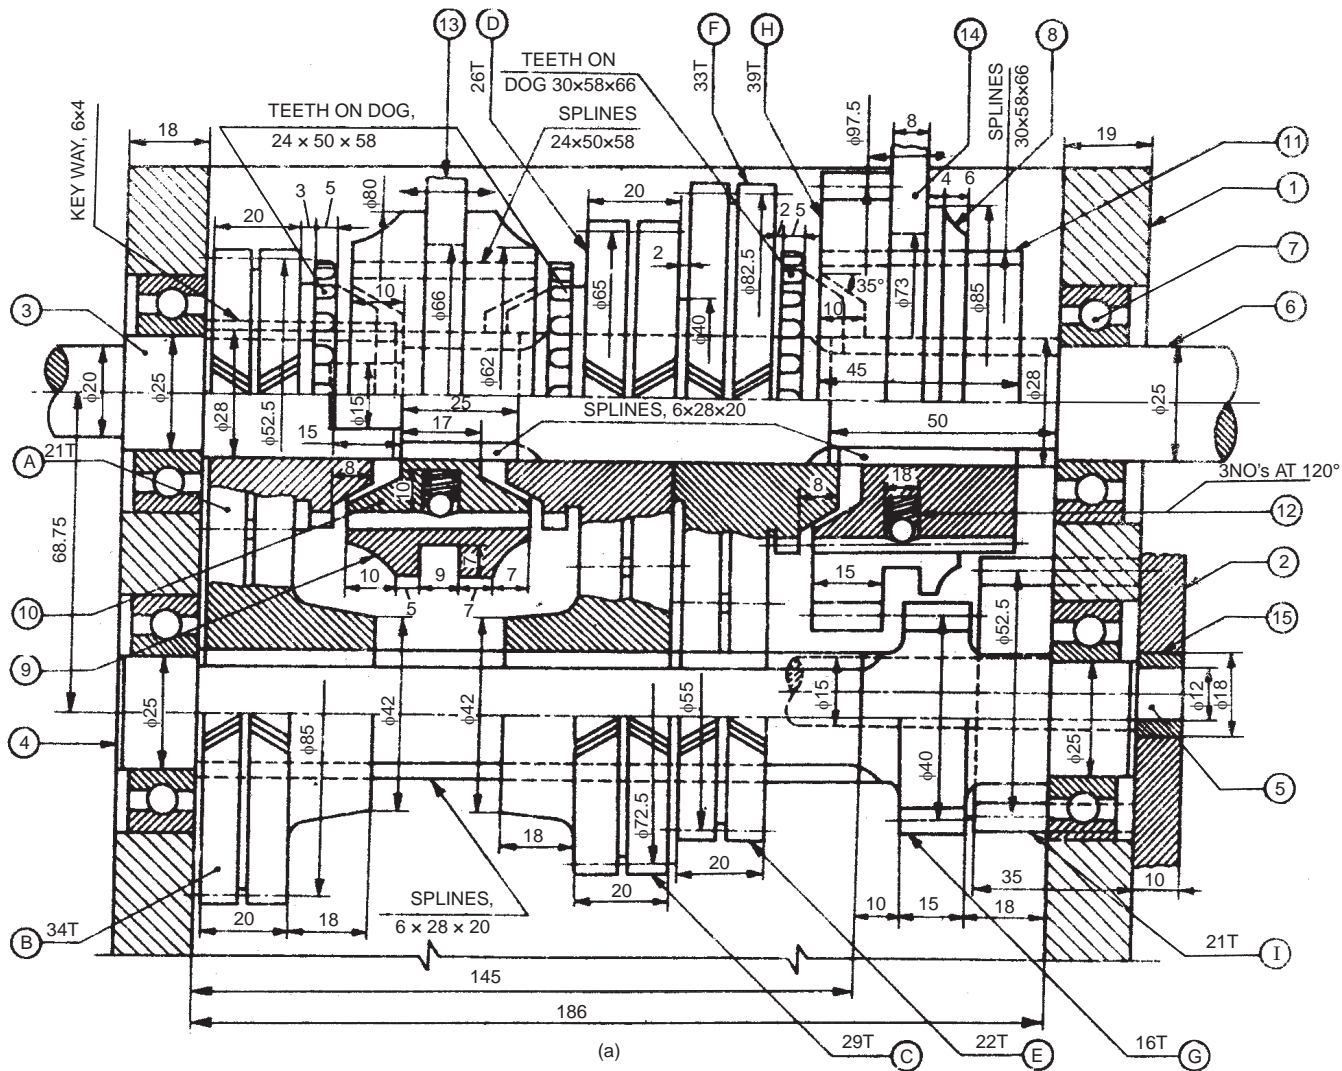 13
D
F
H
14
8
TEETH ON
DOG 30×58×66
26T
33T
39T
ϕ97.5
8
SPLINES
30×58×66
KEY WAY, 6×4
18
TEETH ON DOG,
24 × 50 × 58
SPLINES
24×50×58
19
11
1
20
3
5
ϕ80
20
2
5
4
6
7
2
35°
10
10
ϕ66
ϕ65
ϕ82.5
ϕ73
ϕ85
3
6
ϕ62
ϕ40
45
ϕ20
ϕ25
ϕ28
ϕ52.5
ϕ15
25
ϕ28
ϕ25
SPLINES, 6×28×20
17
15
50
A
21T
8
10
18
8
3NO's AT 120°
12
68.75
10
9
7
7
15
2
10
5
7
ϕ52.5
15
9
ϕ25
ϕ42
ϕ42
ϕ55
ϕ15
ϕ12
ϕ18
4
ϕ85
ϕ40
ϕ25
5
ϕ72.5
18
35
10
20
18
SPLINES,
6 × 28 × 20
20
20
10
15
18
B
34T
21T
I
145
186
(a)
29T
C
22T
E
16T
G